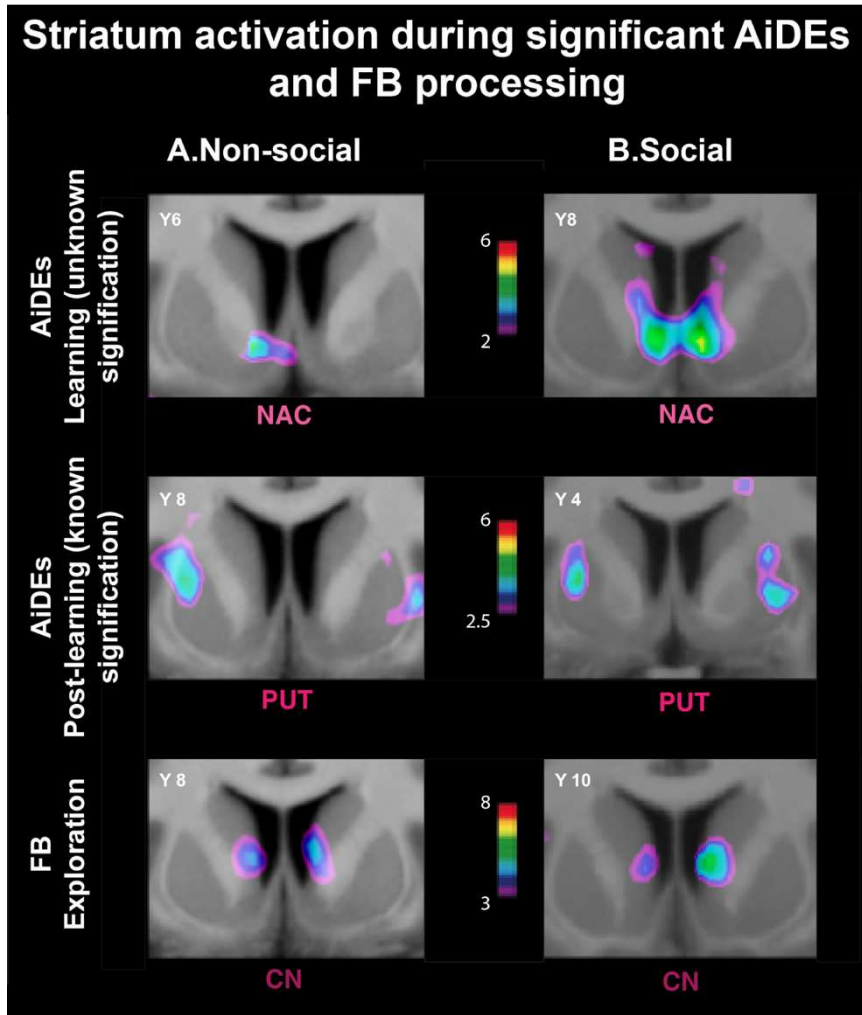 Striatum activation during significant AiDEs
and FB processing
A.Non-social
B.Social
AiDEs
Learning (unknown
signification)
Y6
6
2
Y8
NAC
NAC
AiDEs
Post-learning (known
signification)
Y 8
6
2.5
Y 4
PUT
PUT
FB
Exploration
Y 8
8
3
Y 10
CN
CN